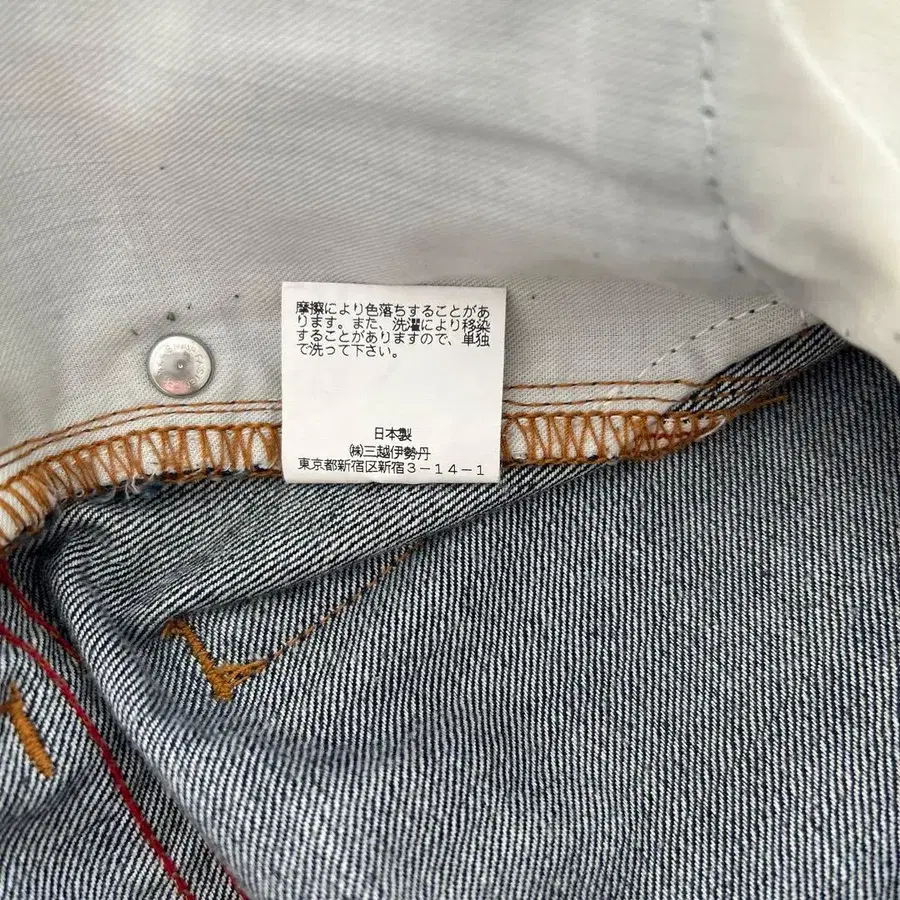 摩擦により色落ちすることがあ
ります。また、洗濯により移染
することがありますので、単独
で洗って下さい。
日本製
㈱三越伊勢丹
東京都新宿区新宿3-14-1